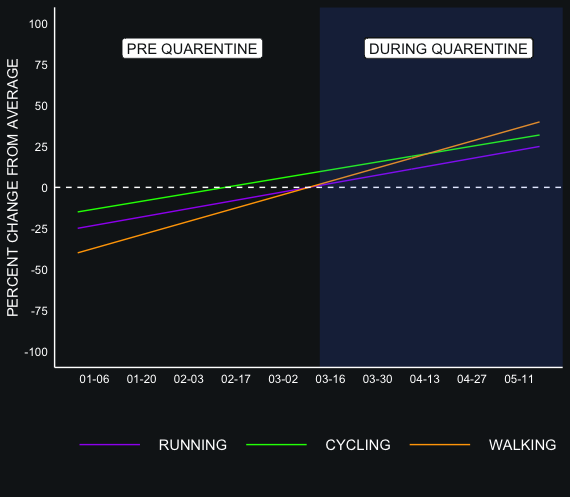 PERCENT CHANGE FROM AVERAGE
100
75
50
25
0
-25
-50
-75
-100
PRE QUARENTINE
DURING QUARENTINE
01-06 01-20 02-03 02-17 03-02 03-16 03-30 04-13 04-27 05-11
RUNNING CYCLING WALKING